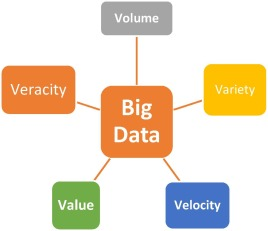 Volume
Veracity
Variety
Big
Data
Value
Velocity